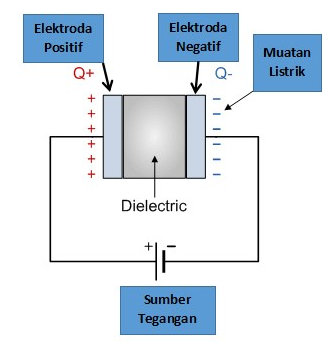 Elektroda
Positif
Elektroda
Negatif
Muatan
Listrik
Q+
Q-
+
+
+
+
+
+
−
−
−
−
−
−
Dielectric
+ −
Sumber
Tegangan